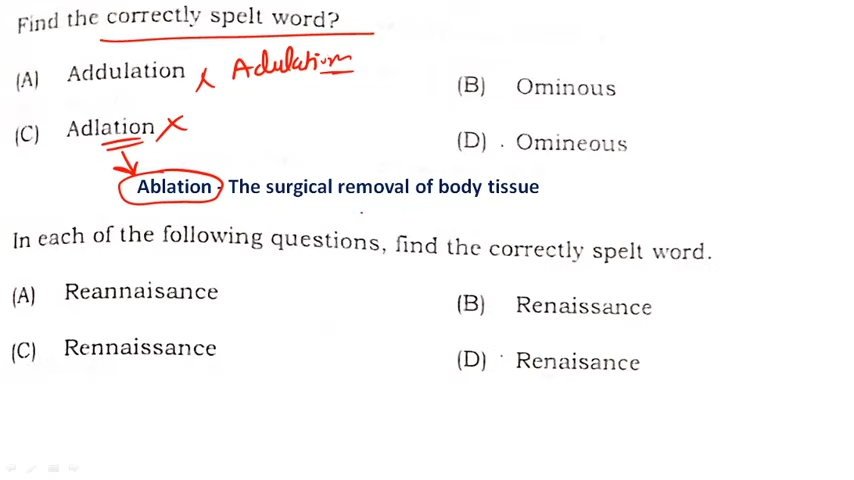 Find the correctly spelt word?
(A) Addulation x Adulation
(B) Ominous
(C) Adlation x
(D) . Omineous
Ablation - The surgical removal of body tissue
In each of the following questions, find the correctly spelt word.
(A) Reannaisance
(B) Renaissance
(C) Rennaissance
(D) Renaisance